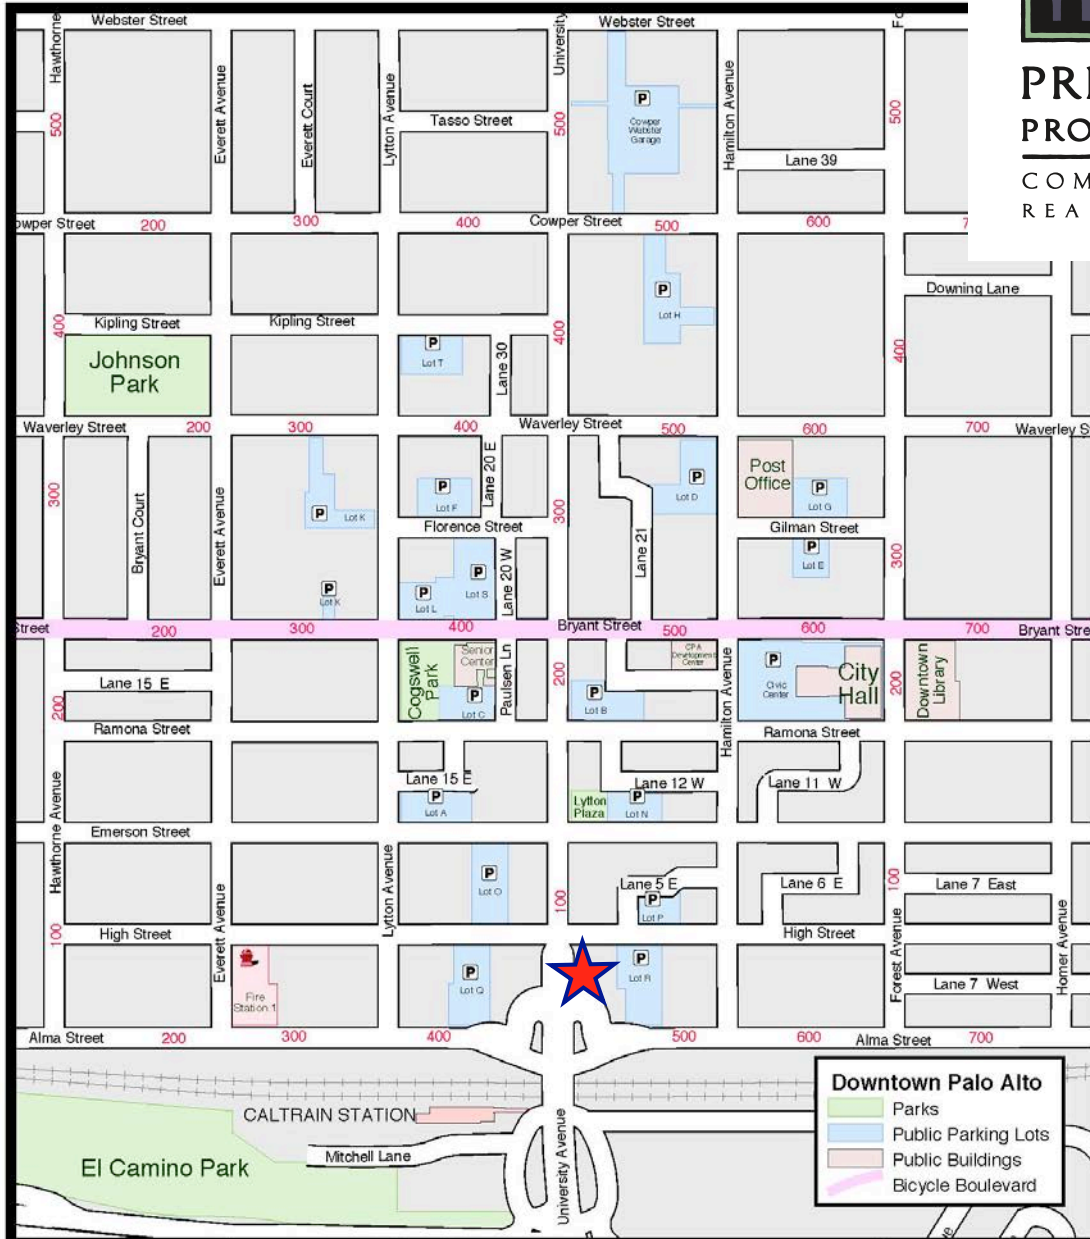 Webster Street
Webster Street
Hawthorne
University
PRO
COM
REA
500
Everett Avenue
Everett Court
Lytton Avenue
Tasso Street
500
P
Cowper
Webster
Garage
Hamilton Avenue
Lane 39
500
owper Street
200
300
400
Cowper Street
500
600
400
Kipling Street
Kipling Street
400
P
Lot H
Downing Lane
400
Johnson
Park
P
Lot T
Lane 30
Waverley Street
200
300
400
Waverley Street
500
600
700
Waverley S
300
Bryant Court
Everett Avenue
P
Lot K
P
Lot K
P
Lot F
Lane 20 E
Florence Street
P
Lot S
P
Lot L
Lane 20 W
300
Lane 21
P
Lot D
Post
Office
P
Lot G
Gilman Street
P
Lot E
300
Street
200
300
400
Bryant Street
500
600
700
Bryant Stre
Lane 15 E
200
Ramona Street
Cogswell
Park
Senior
Center
P
Lot C
Paulsen Ln
200
P
Lot B
CPA
Development
Center
Hamilton Avenue
P
Civic
Center
City
Hall
200
Downtown
Library
Ramona Street
Hawthorne Avenue
Lane 15 E
P
Lot A
Lytton
Plaza
Lane 12 W
P
Lot N
Lane 11 W
Emerson Street
Lytton Avenue
P
Lot O
100
Lane 5 E
P
Lot P
Lane 6 E
100
Lane 7 East
100
High Street
Everett Avenue
High Street
Forest Avenue
Homer Avenue
Fire
Station 1
P
Lot Q
P
Lot R
Lane 7 West
Alma Street
200
300
400
500
600
Alma Street
700
CALTRAIN STATION
Mitchell Lane
El Camino Park
University Avenue
Downtown Palo Alto
Parks
Public Parking Lots
Public Buildings
Bicycle Boulevard